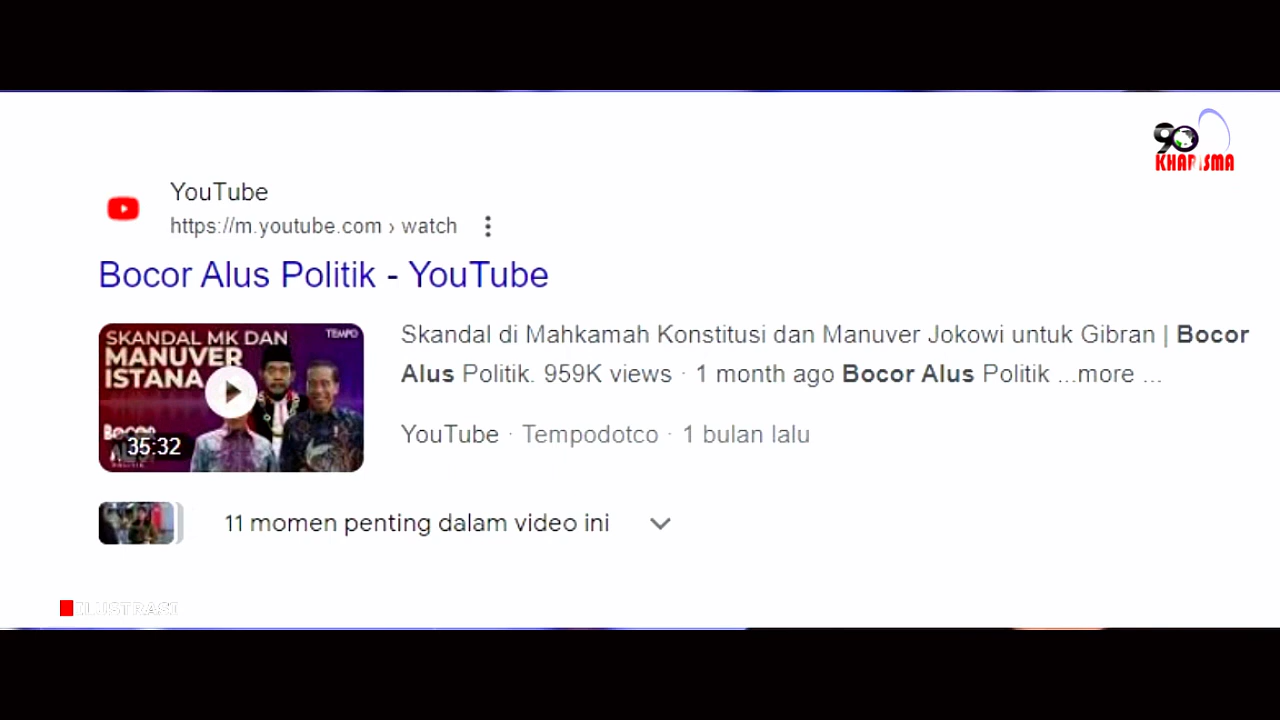 90
KHARISMA
YouTube
https://m.youtube.com › watch
Bocor Alus Politik - YouTube
SKANDAL MK DAN
MANUVER
ISTANA
TEMPO
Bocor
35:32
Skandal di Mahkamah Konstitusi dan Manuver Jokowi untuk Gibran | Bocor
Alus Politik. 959K views · 1 month ago Bocor Alus Politik ...more ...
YouTube · Tempodotco · 1 bulan lalu
11 momen penting dalam video ini
ILUSTRASI